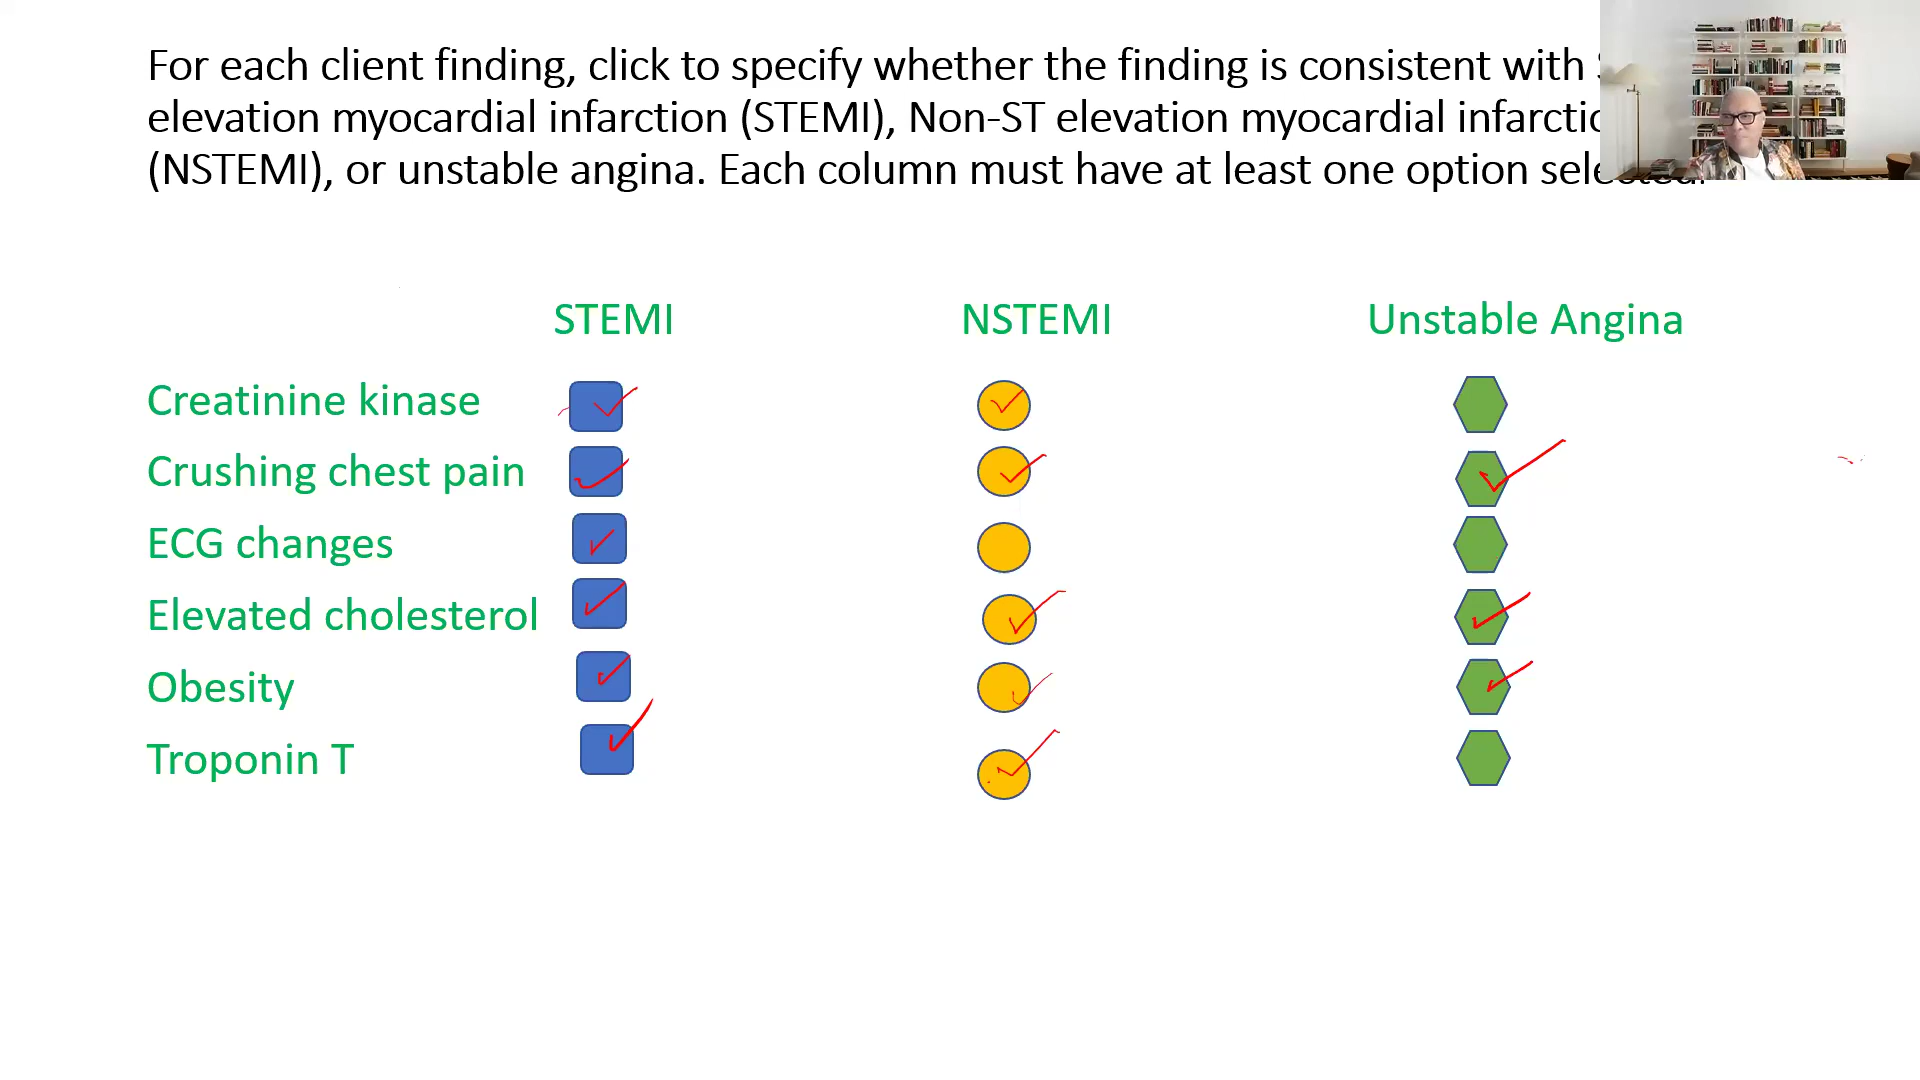 For each client finding, click to specify whether the finding is consistent with
elevation myocardial infarction (STEMI), Non-ST elevation myocardial infarctio
(NSTEMI), or unstable angina. Each column must have at least one option selected.
STEMI NSTEMI Unstable Angina
Creatinine kinase
Crushing chest pain
ECG changes
Elevated cholesterol
Obesity
Troponin T